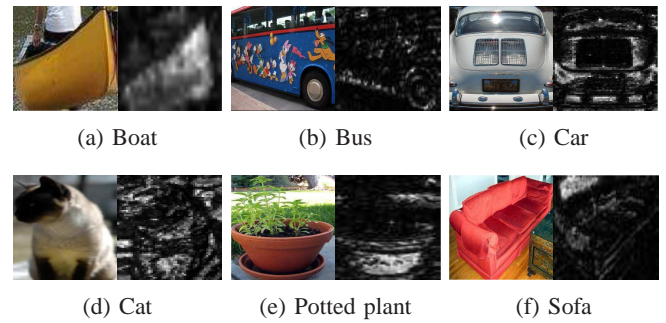 (a) Boat
(b) Bus
(c) Car
(d) Cat
(e) Potted plant
(f) Sofa